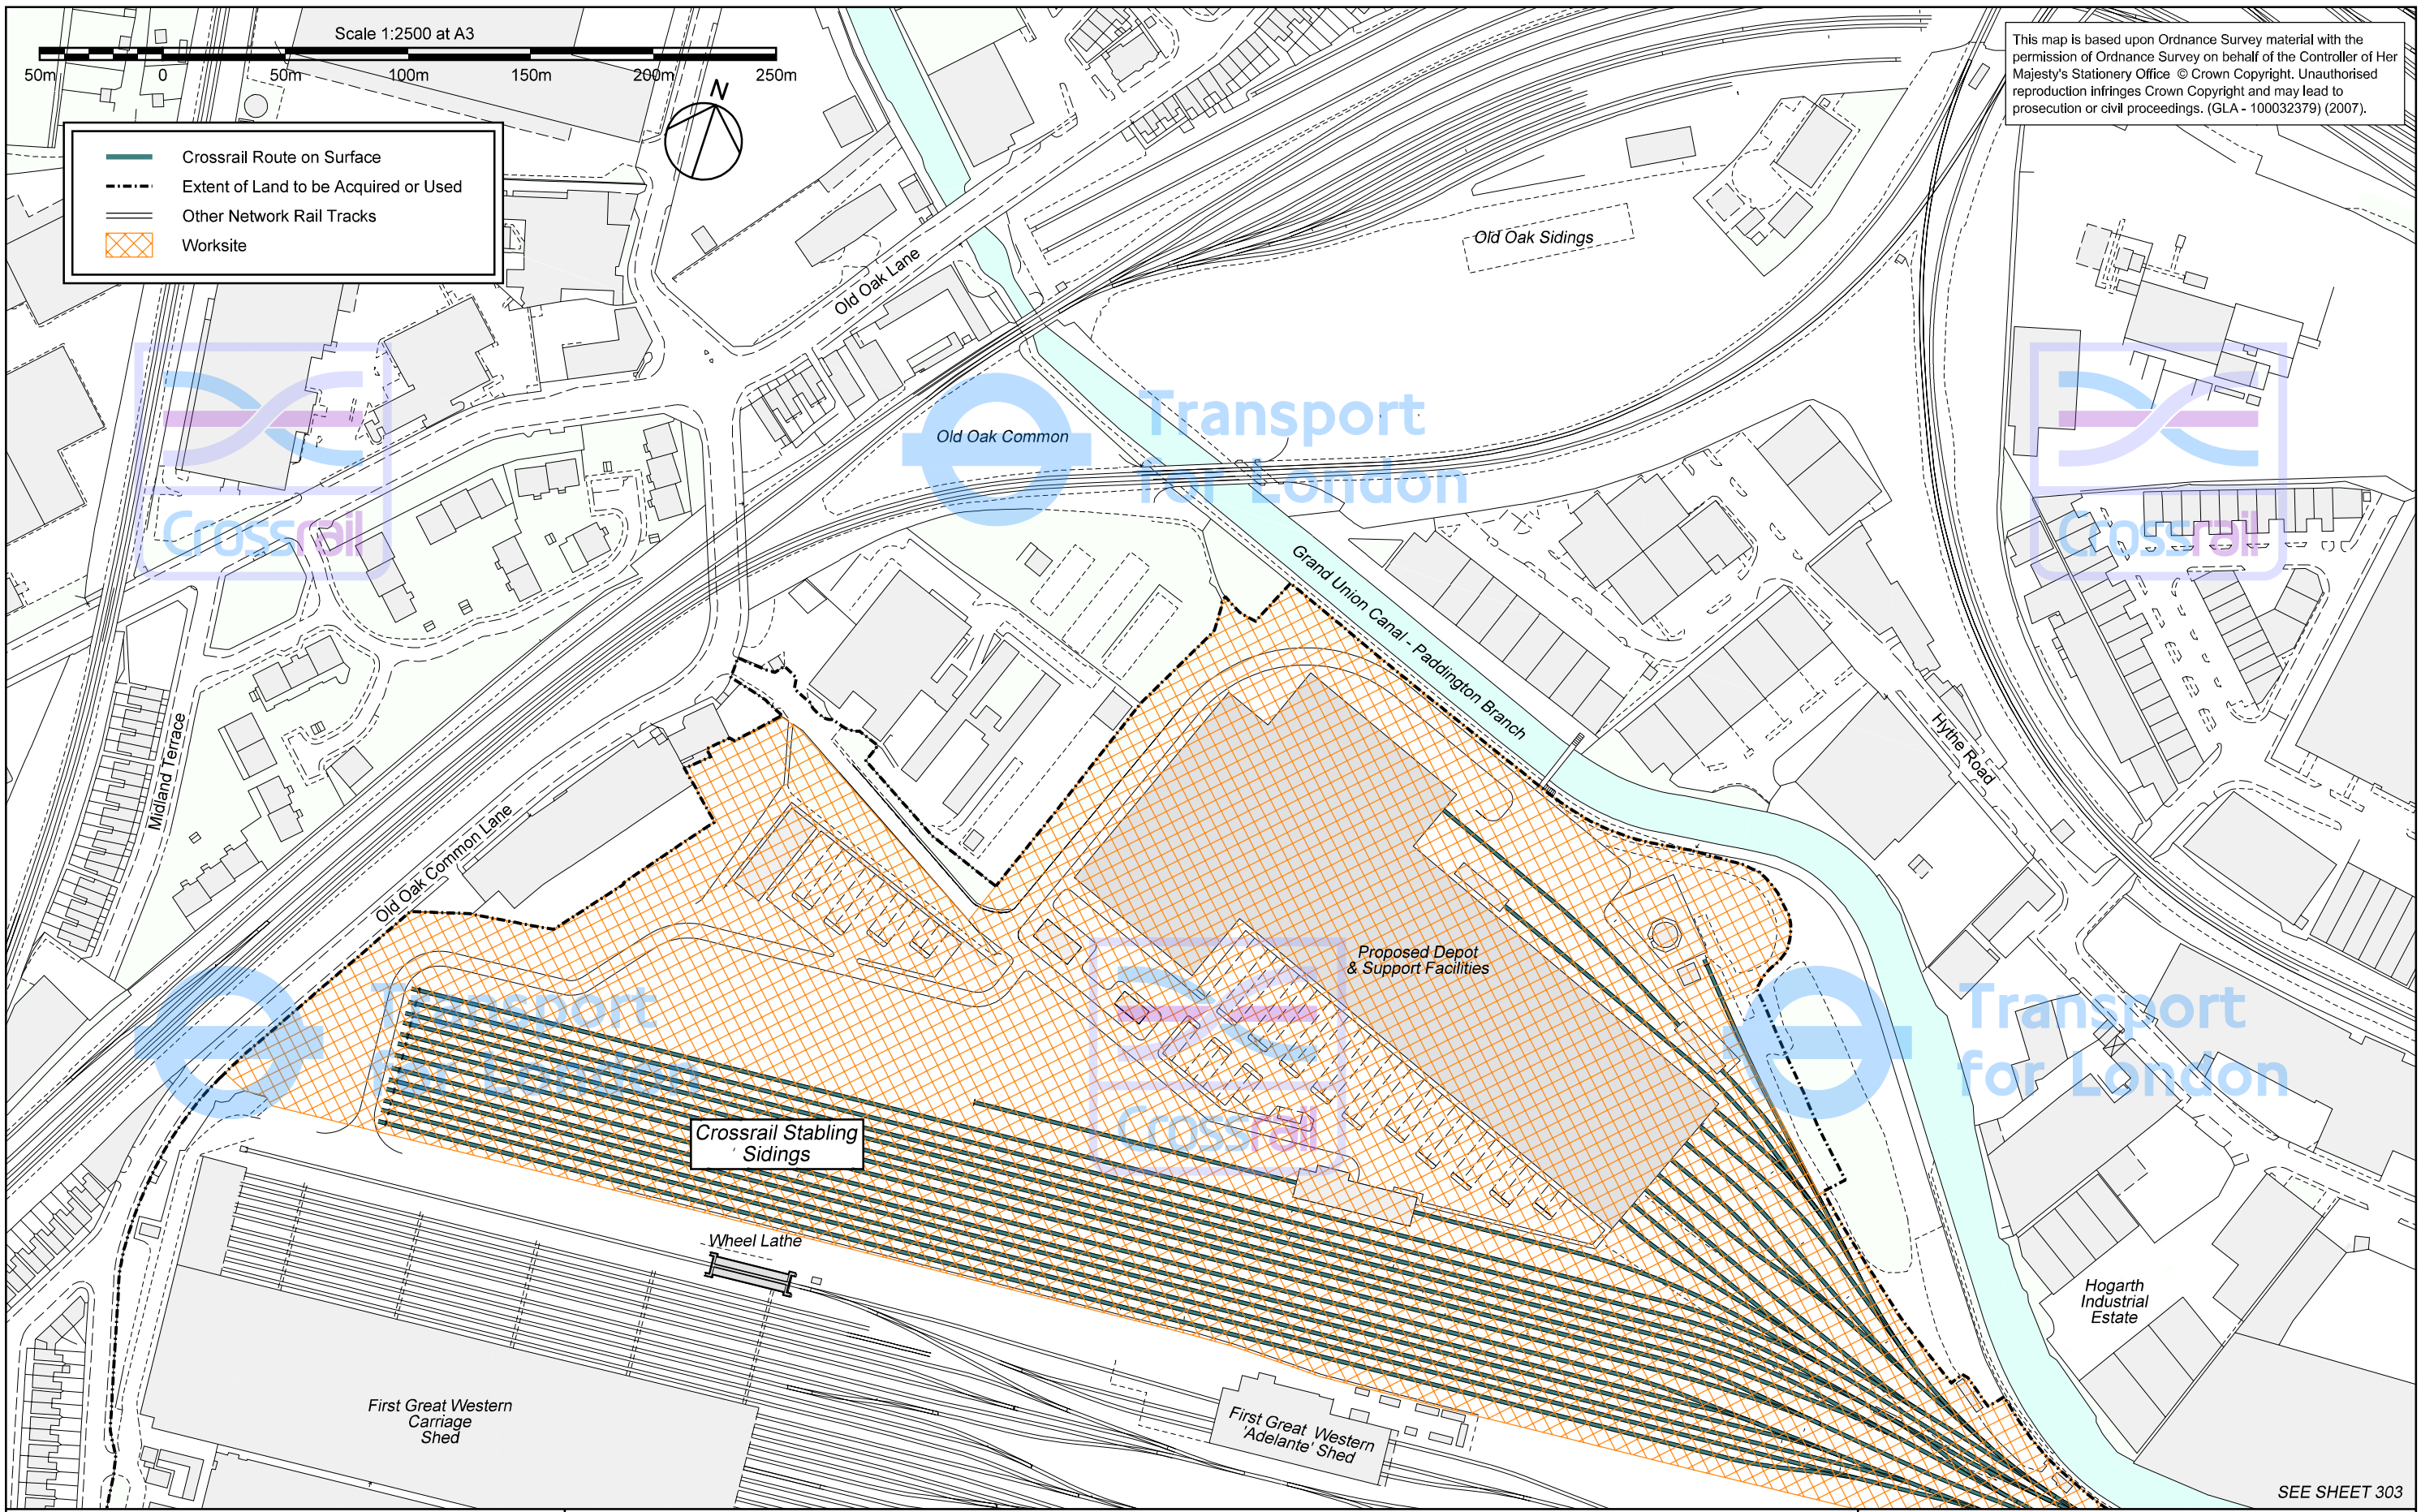 Scale 1:2500 at A3
50m 0 50m 100m 150m 200m 250m
N
This map is based upon Ordnance Survey material with the
permission of Ordnance Survey on behalf of the Controller of Her
Majesty's Stationery Office © Crown Copyright. Unauthorised
reproduction infringes Crown Copyright and may lead to
prosecution or civil proceedings. (GLA - 100032379) (2007).
Crossrail Route on Surface
Extent of Land to be Acquired or Used
Other Network Rail Tracks
Worksite
Old Oak Lane
Old Oak Sidings
Crossrail
Old Oak Common
Transport
for London
Crossrail
Grand Union Canal - Paddington Branch
Midland Terrace
Hythe Road
Old Oak Common Lane
Proposed Depot
& Support Facilities
Transport
for London
Crossrail
Transport
for London
Crossrail Stabling
Sidings
Wheel Lathe
Hogarth
Industrial
Estate
First Great Western
Carriage
Shed
First Great Western
'Adelante' Shed
SEE SHEET 303